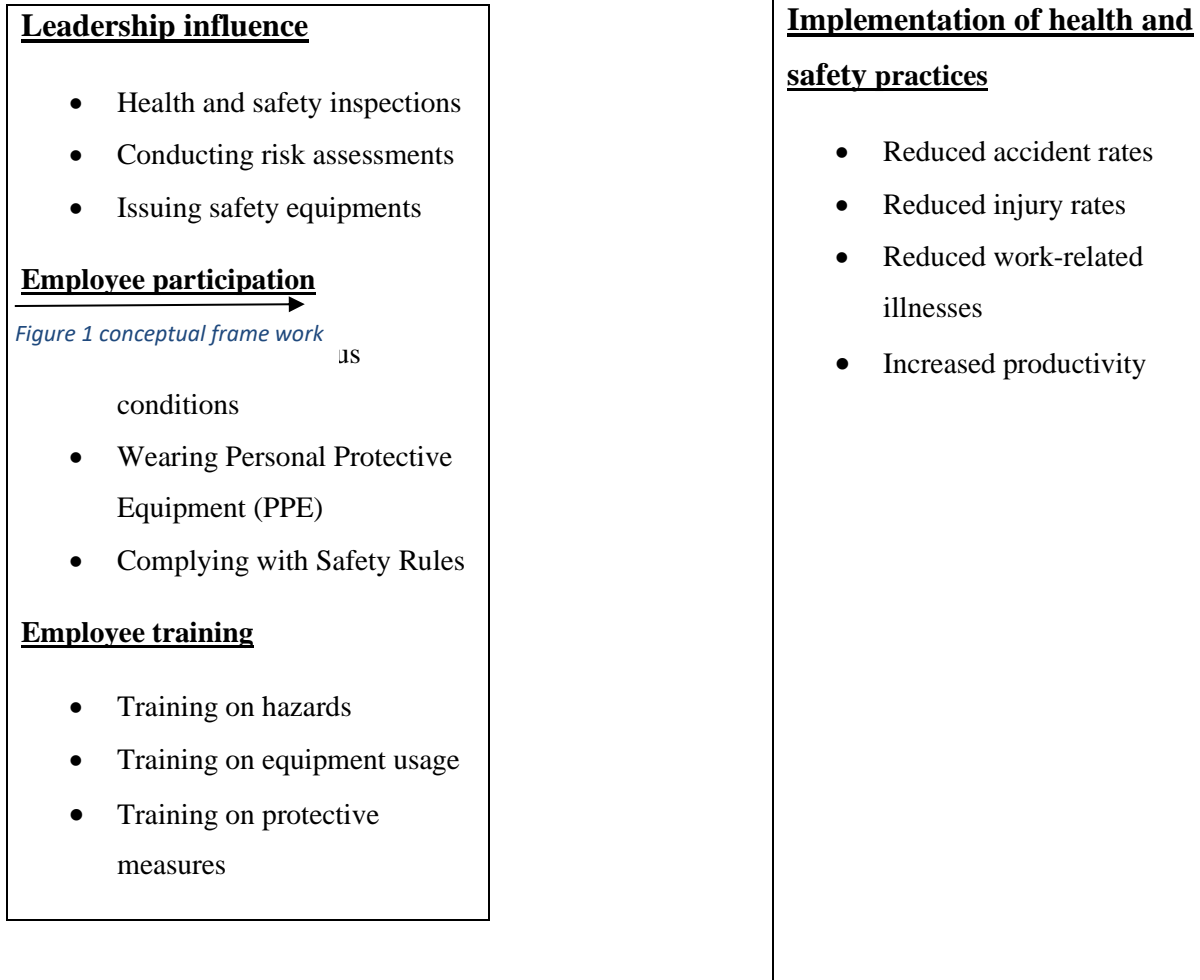 Leadership influence
• Health and safety inspections
• Conducting risk assessments
• Issuing safety equipments
Employee participation
Figure 1 conceptual frame work
us
conditions
• Wearing Personal Protective
Equipment (PPE)
• Complying with Safety Rules
Employee training
• Training on hazards
• Training on equipment usage
• Training on protective
measures
Implementation of health and
safety practices
• Reduced accident rates
• Reduced injury rates
• Reduced work-related
illnesses
• Increased productivity